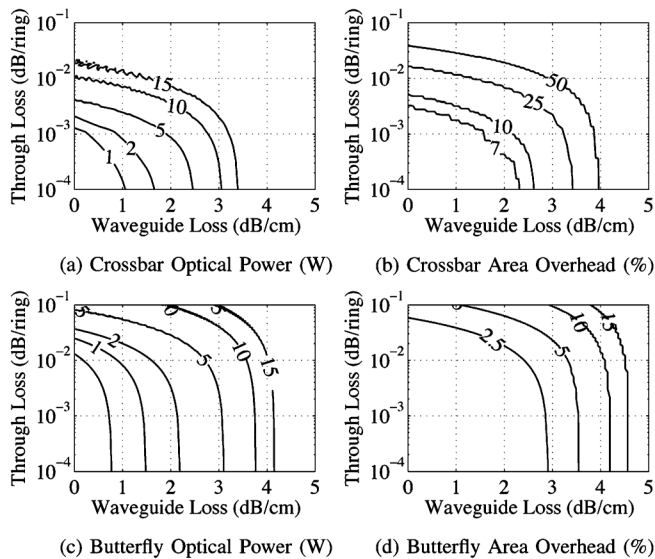 10⁻¹
10⁻²
10⁻³
10⁻⁴
Through Loss (dB/ring)
15
10
5
2
1
0 1 2 3 4 5
Waveguide Loss (dB/cm)
(a) Crossbar Optical Power (W)
10⁻¹
10⁻²
10⁻³
10⁻⁴
Through Loss (dB/ring)
50
25
10
7
0 1 2 3 4 5
Waveguide Loss (dB/cm)
(b) Crossbar Area Overhead (%)
10⁻¹
10⁻²
10⁻³
10⁻⁴
Through Loss (dB/ring)
5
2
1
5
10
15
0 1 2 3 4 5
Waveguide Loss (dB/cm)
(c) Butterfly Optical Power (W)
10⁻¹
10⁻²
10⁻³
10⁻⁴
Through Loss (dB/ring)
2.5
5
10
15
0 1 2 3 4 5
Waveguide Loss (dB/cm)
(d) Butterfly Area Overhead (%)